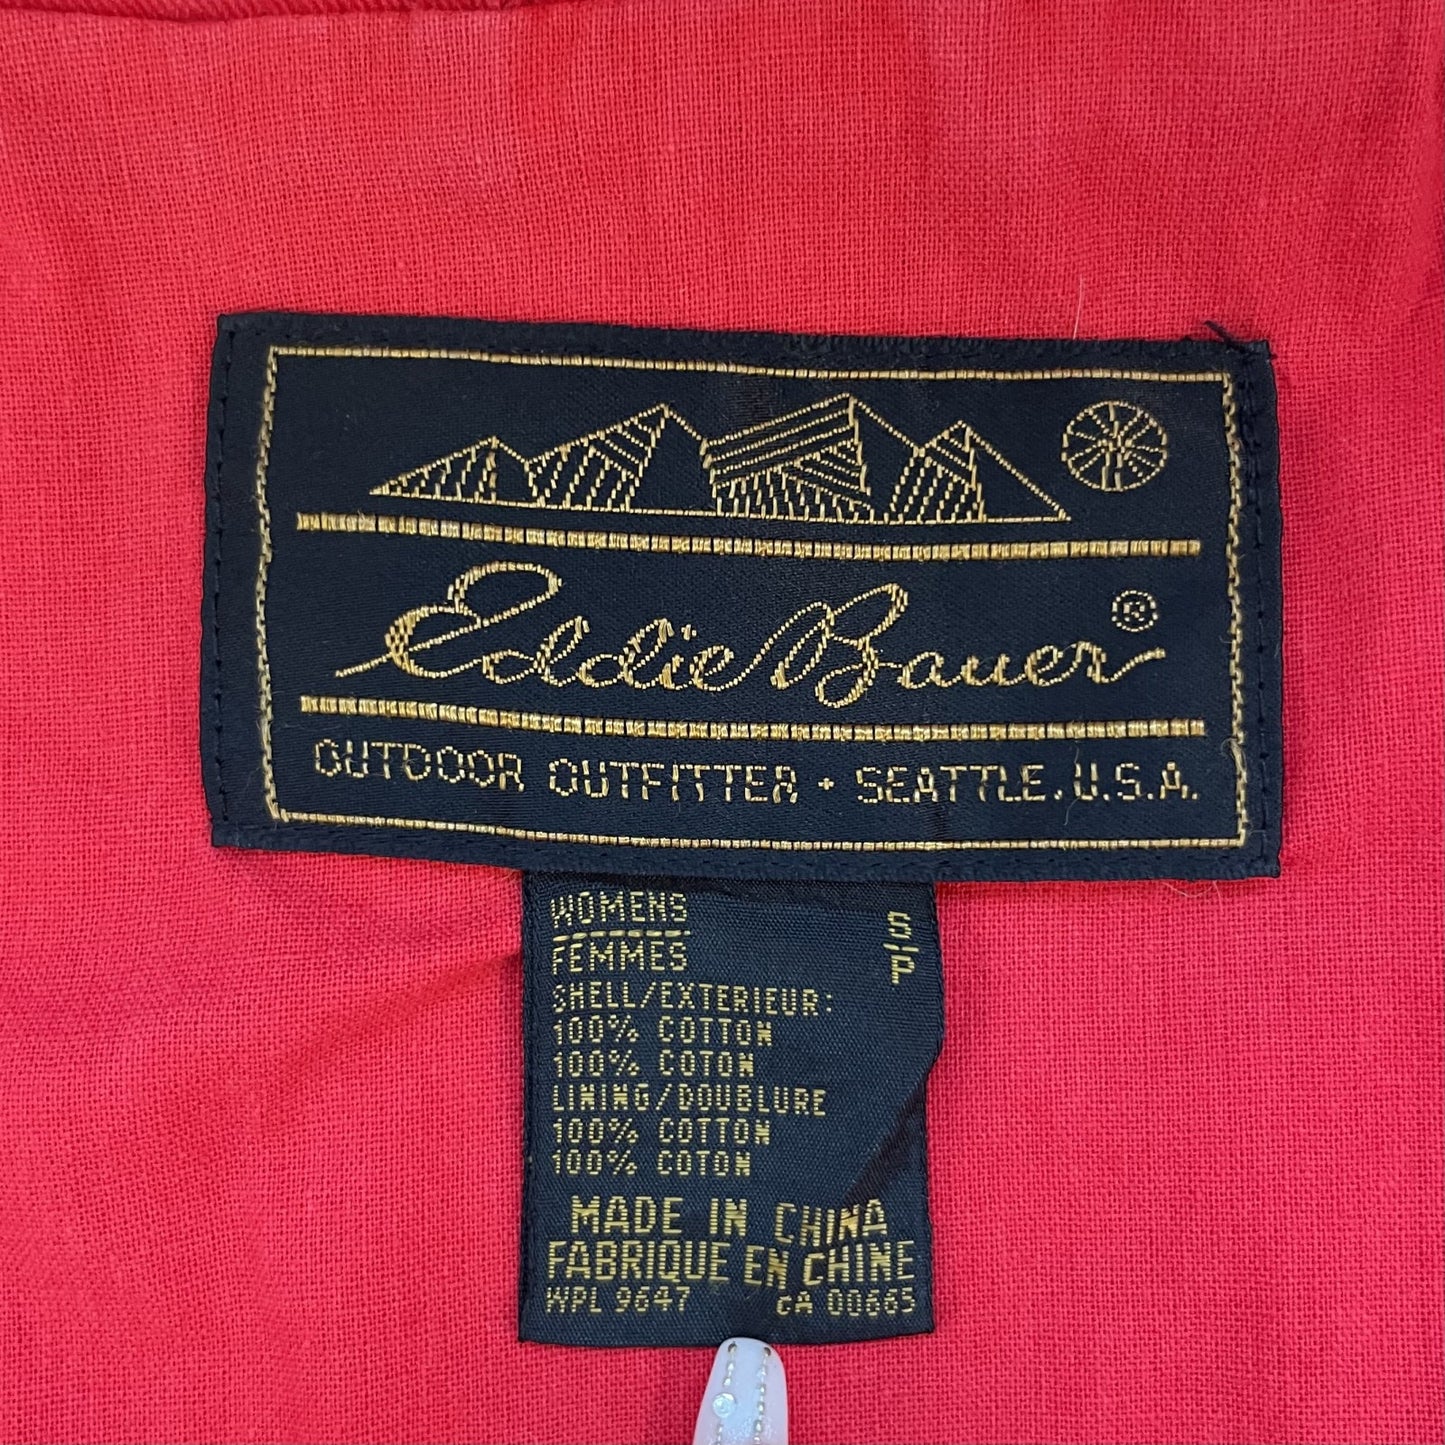 Eddie Bauer®
OUTDOOR OUTFITTER • SEATTLE, U.S.A.
WOMENS S/P
FEMMES
SHELL/EXTERIEUR:
100% COTTON
100% COTON
LINING/DOUBLURE
100% COTTON
100% COTON
MADE IN CHINA
FABRIQUE EN CHINE
WPL 9647 CA 00665